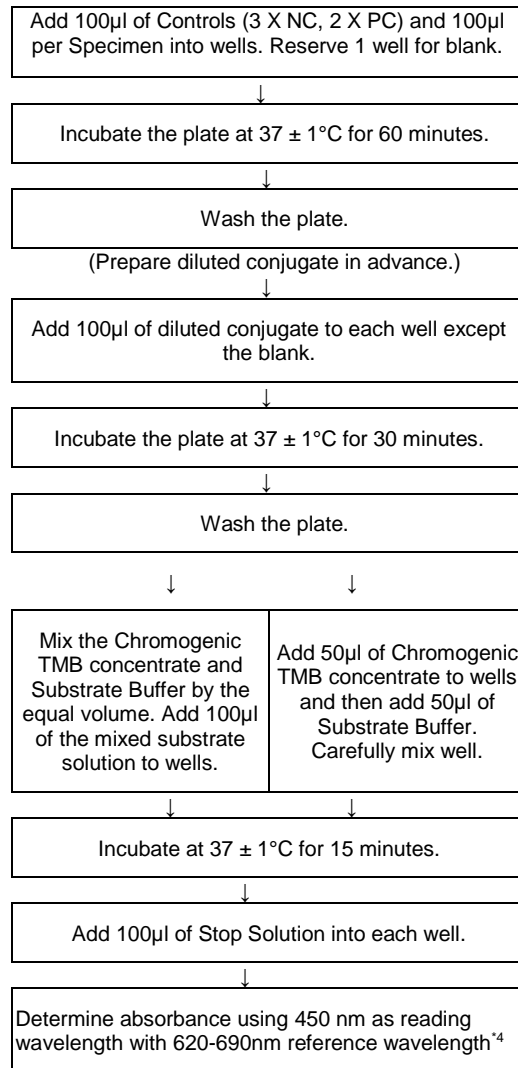 Add 100µl of Controls (3 X NC, 2 X PC) and 100µl
per Specimen into wells. Reserve 1 well for blank.
↓
Incubate the plate at 37 ± 1°C for 60 minutes.
↓
Wash the plate.
(Prepare diluted conjugate in advance.)
↓
Add 100µl of diluted conjugate to each well except
the blank.
↓
Incubate the plate at 37 ± 1°C for 30 minutes.
↓
Wash the plate.
↓ ↓
Mix the Chromogenic
TMB concentrate and
Substrate Buffer by the
equal volume. Add 100µl
of the mixed substrate
solution to wells.
Add 50µl of Chromogenic
TMB concentrate to wells
and then add 50µl of
Substrate Buffer.
Carefully mix well.
↓ ↓
Incubate at 37 ± 1°C for 15 minutes.
↓
Add 100µl of Stop Solution into each well.
↓
Determine absorbance using 450 nm as reading
wavelength with 620-690nm reference wavelength*4